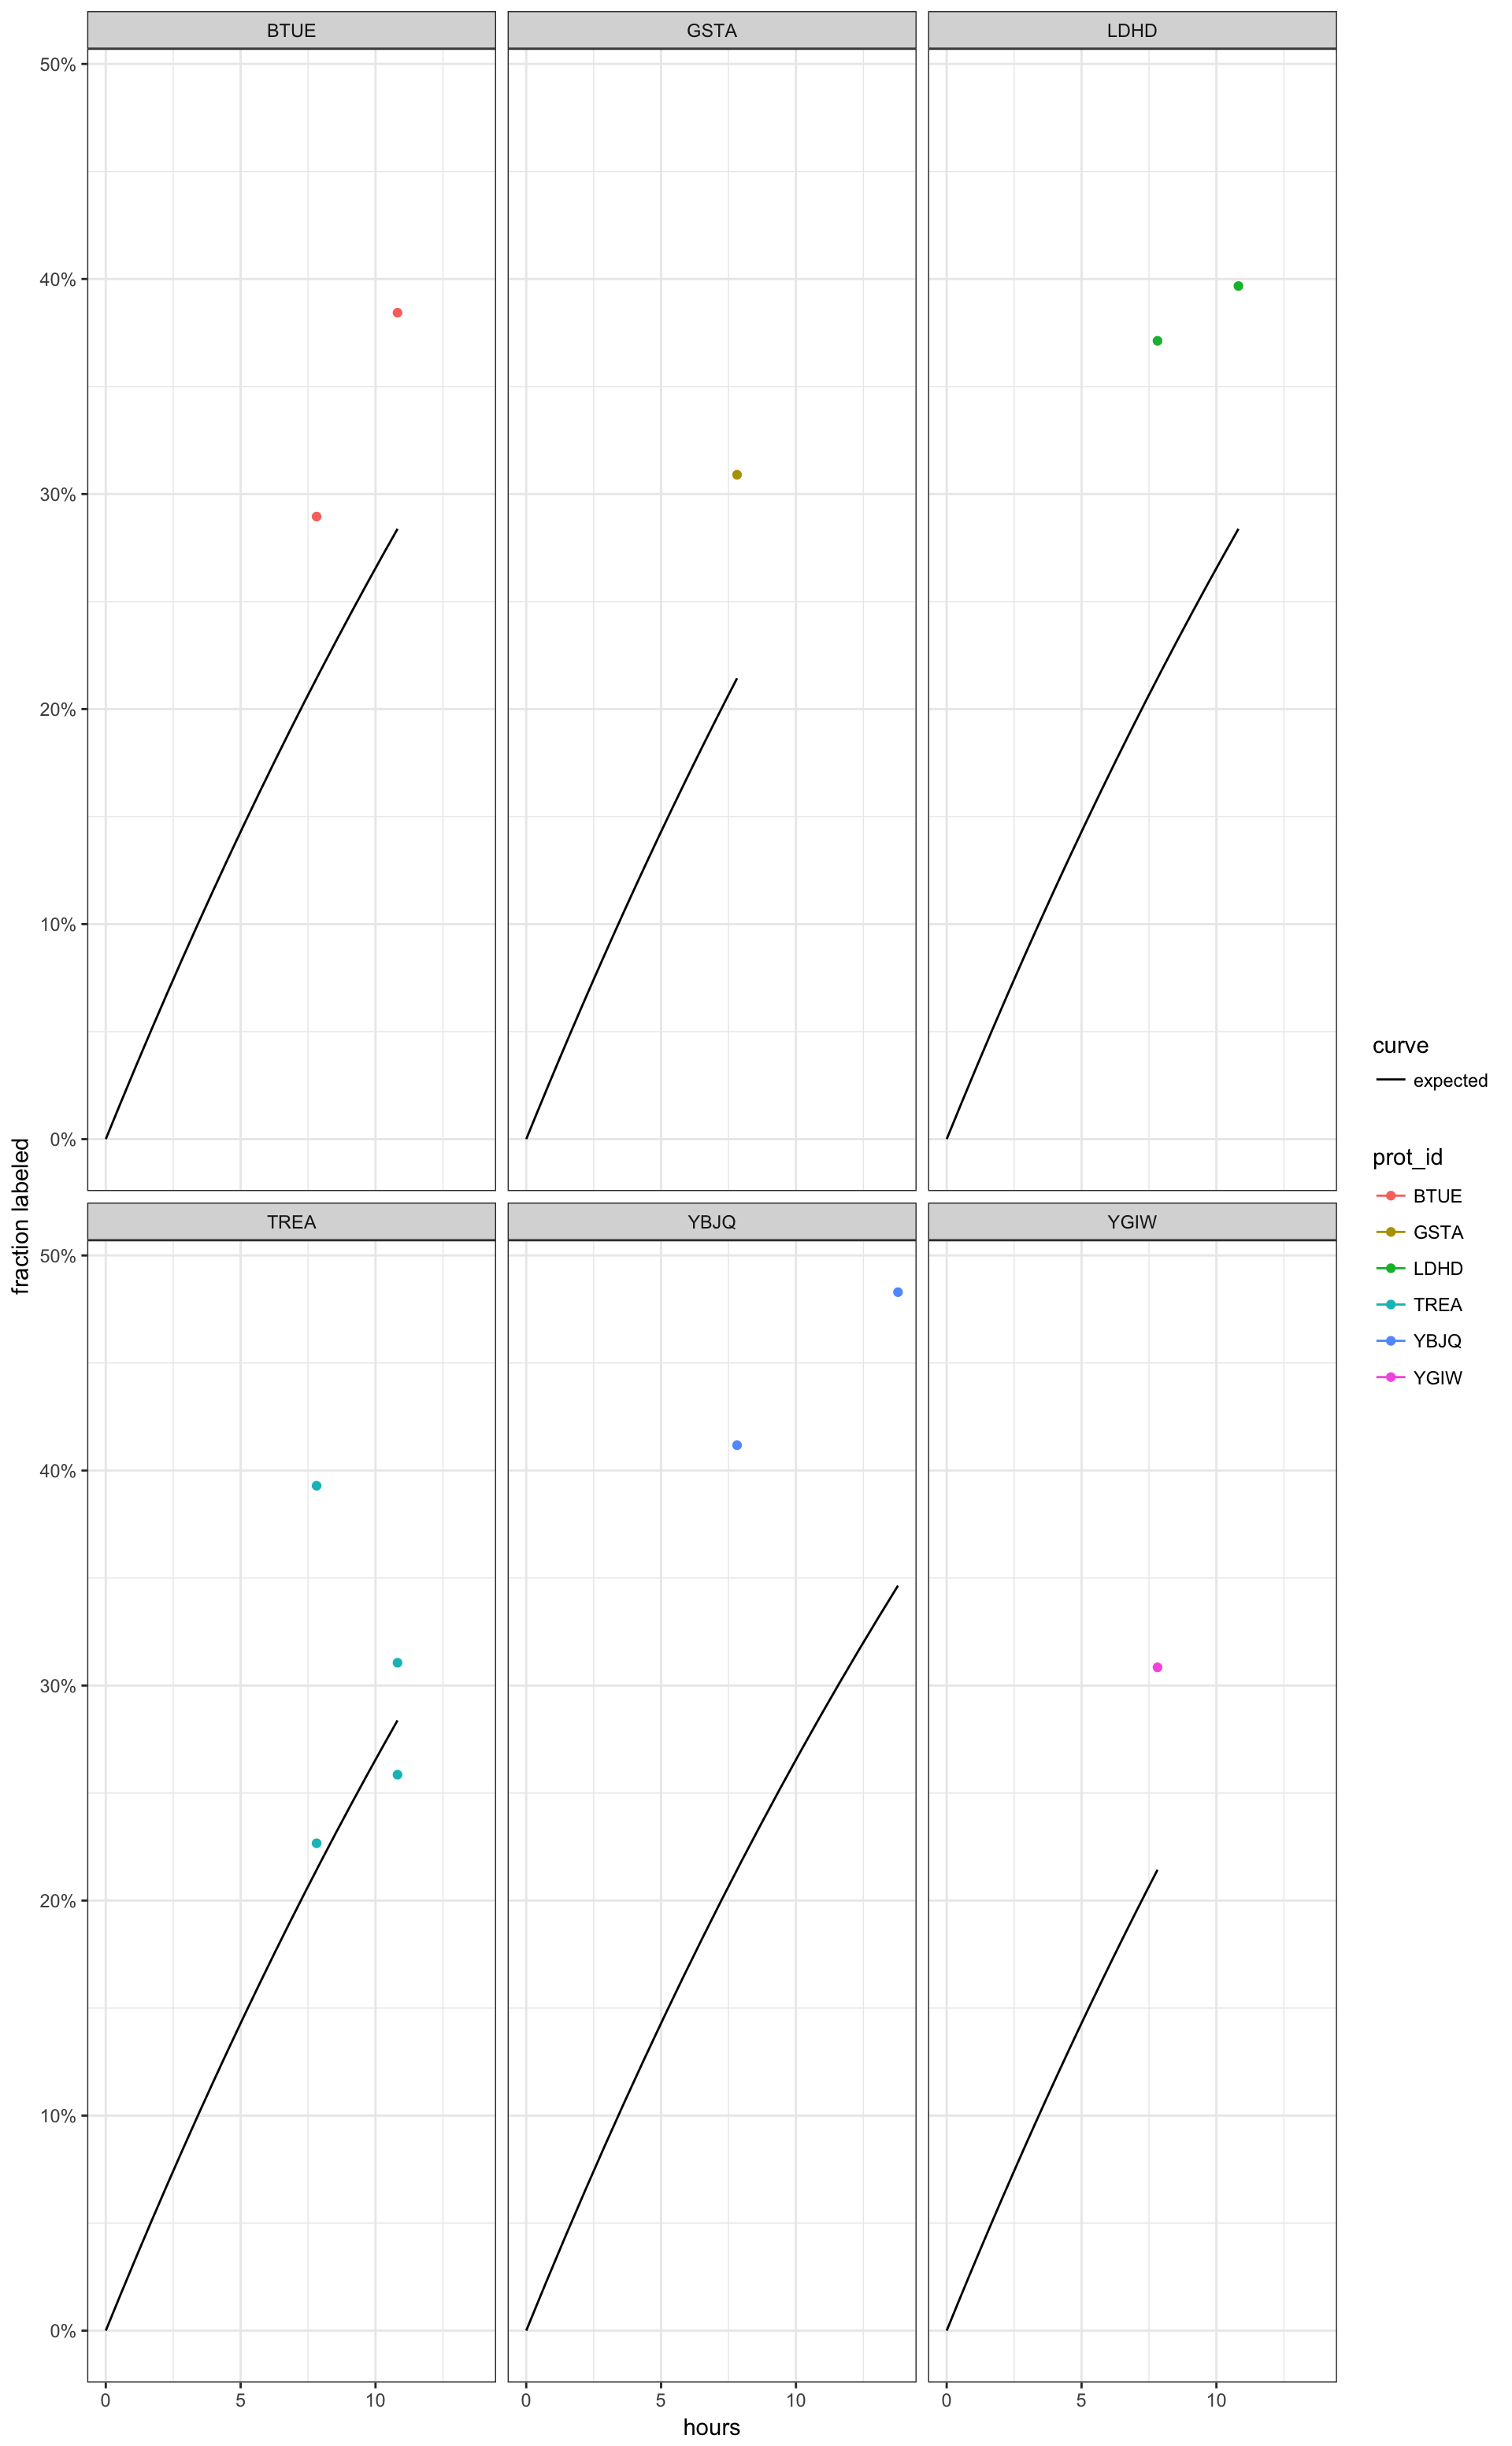 BTUE GSTA LDHD
50%
40%
30%
20%
10%
0%
TREA YBJQ YGIW
50%
40%
30%
20%
10%
0%
0 5 10 0 5 10 0 5 10
hours
fraction labeled
curve
expected
prot_id
BTUE
GSTA
LDHD
TREA
YBJQ
YGIW